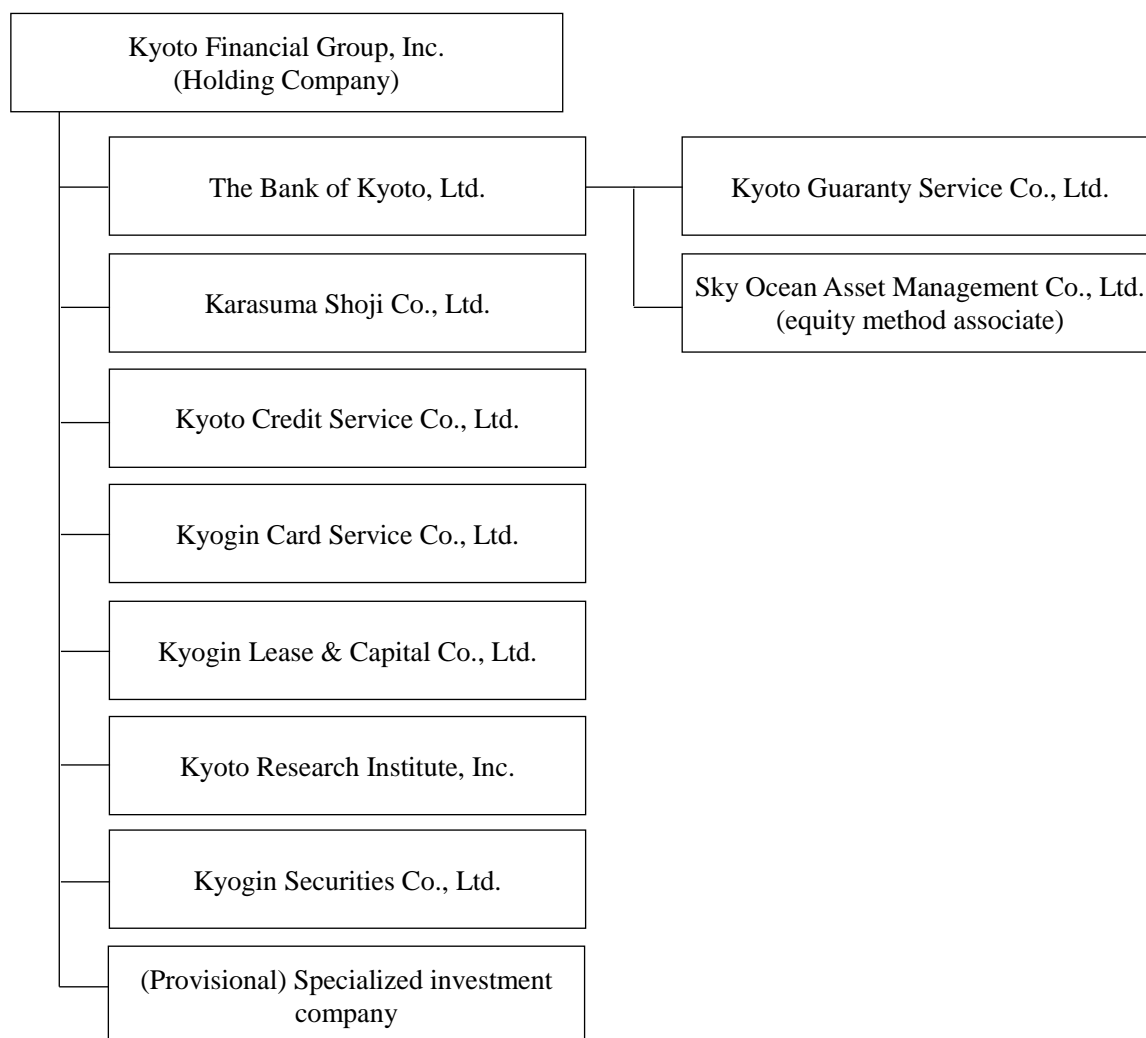 Kyoto Financial Group, Inc.
(Holding Company)
The Bank of Kyoto, Ltd.
Kyoto Guaranty Service Co., Ltd.
Karasuma Shoji Co., Ltd.
Sky Ocean Asset Management Co., Ltd.
(equity method associate)
Kyoto Credit Service Co., Ltd.
Kyogin Card Service Co., Ltd.
Kyogin Lease & Capital Co., Ltd.
Kyoto Research Institute, Inc.
Kyogin Securities Co., Ltd.
(Provisional) Specialized investment
company